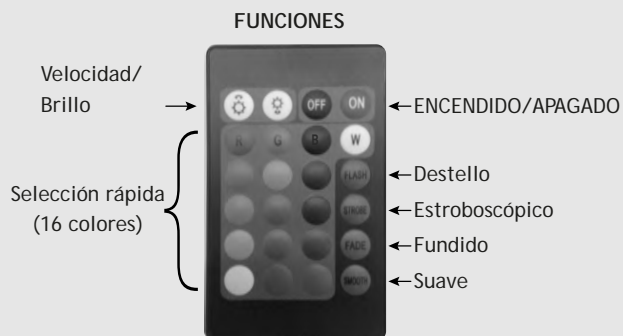 FUNCIONES
Velocidad/
Brillo
OFF
ON
ENCENDIDO/APAGADO
R
G
B
W
Selección rápida
(16 colores)
FLASH
Destello
STROBE
Estroboscópico
FADE
Fundido
SMOOTH
Suave